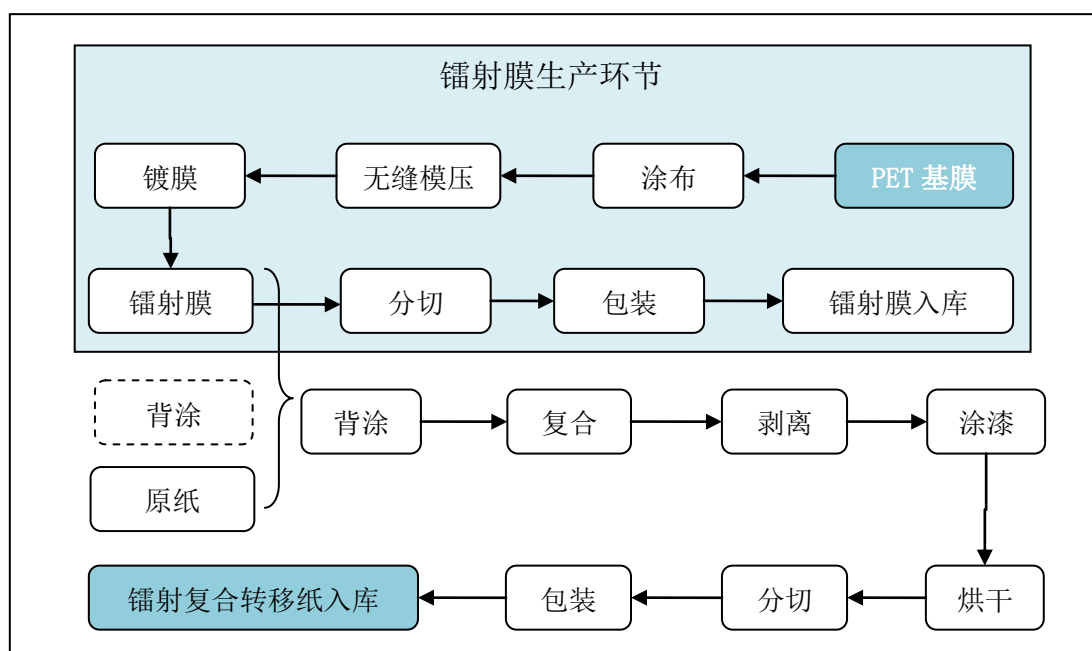 镭射膜生产环节
镀膜
无缝模压
涂布
PET 基膜
镭射膜
分切
包装
镭射膜入库
背涂
背涂
复合
剥离
涂漆
原纸
镭射复合转移纸入库
包装
分切
烘干